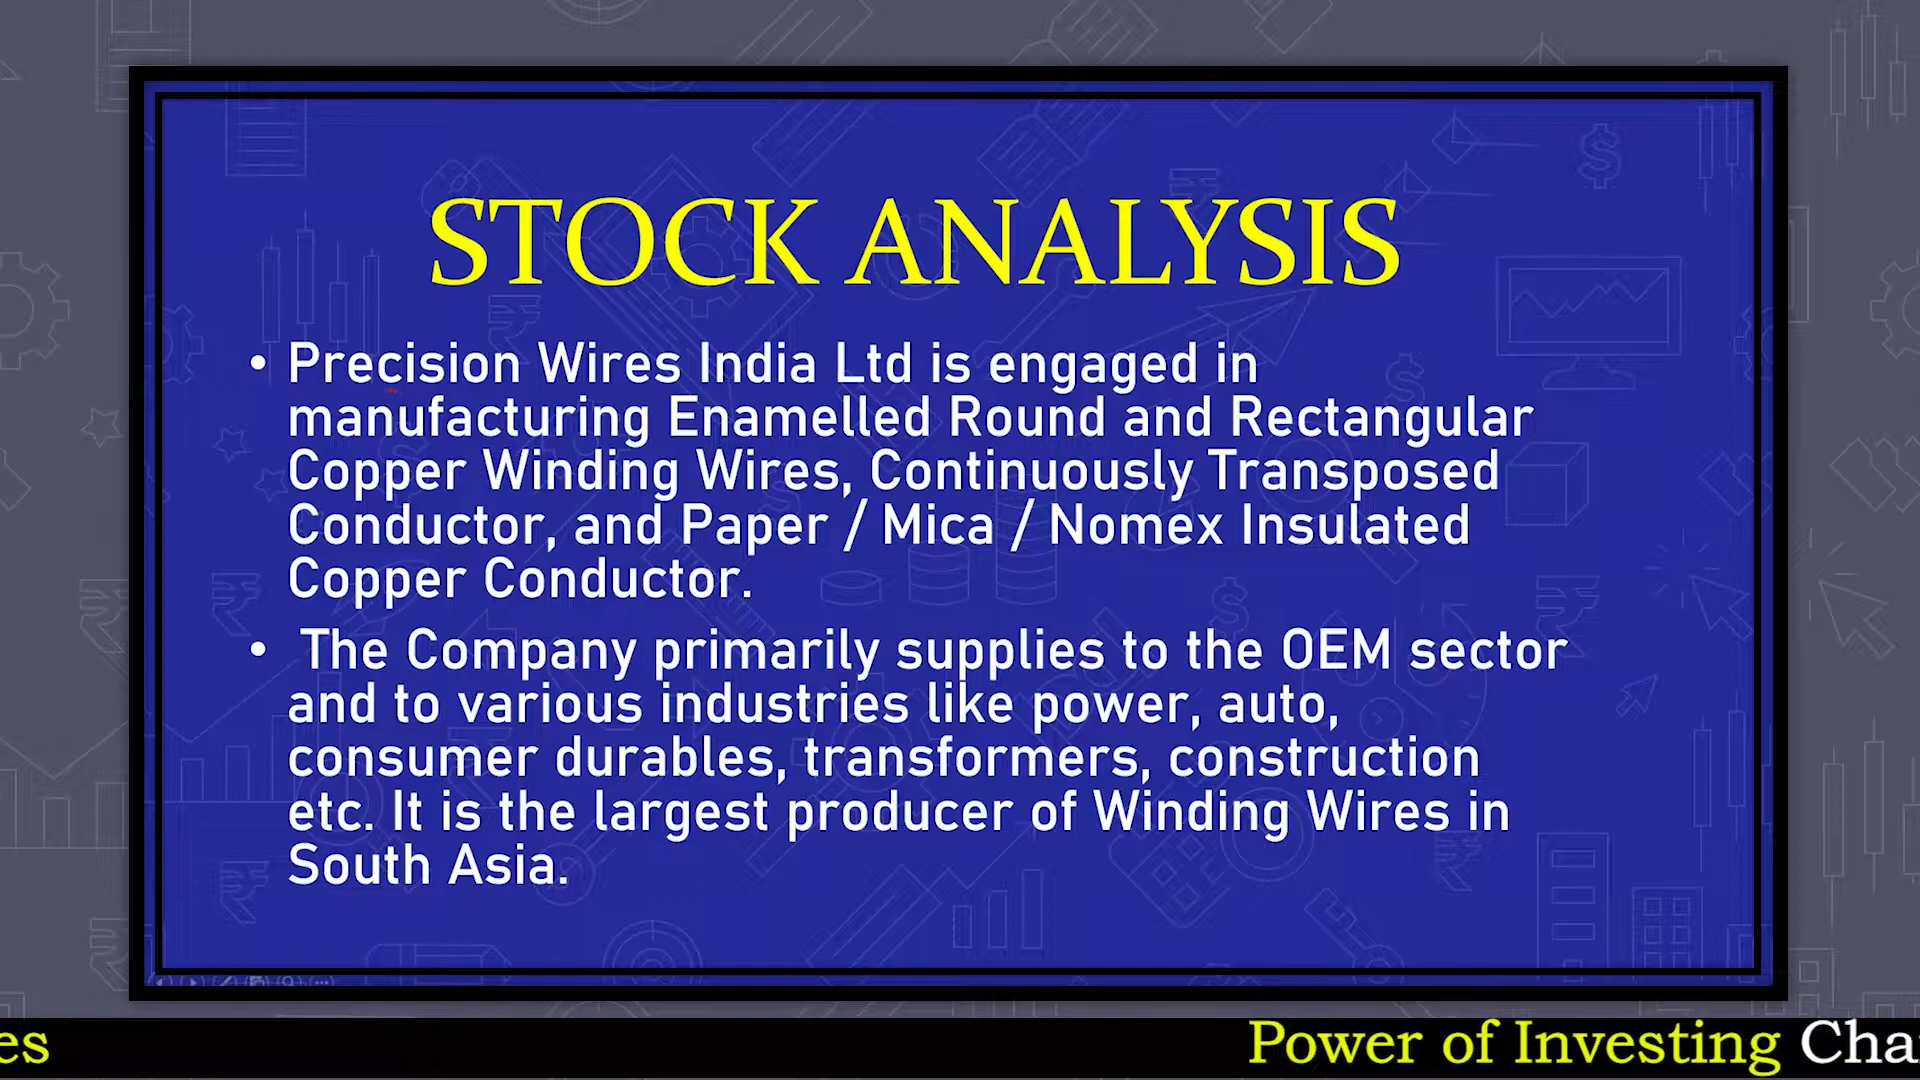 STOCK ANALYSIS
• Precision Wires India Ltd is engaged in
manufacturing Enamelled Round and Rectangular
Copper Winding Wires, Continuously Transposed
Conductor, and Paper / Mica / Nomex Insulated
Copper Conductor.
• The Company primarily supplies to the OEM sector
and to various industries like power, auto,
consumer durables, transformers, construction
etc. It is the largest producer of Winding Wires in
South Asia.
es Power of Investing Cha